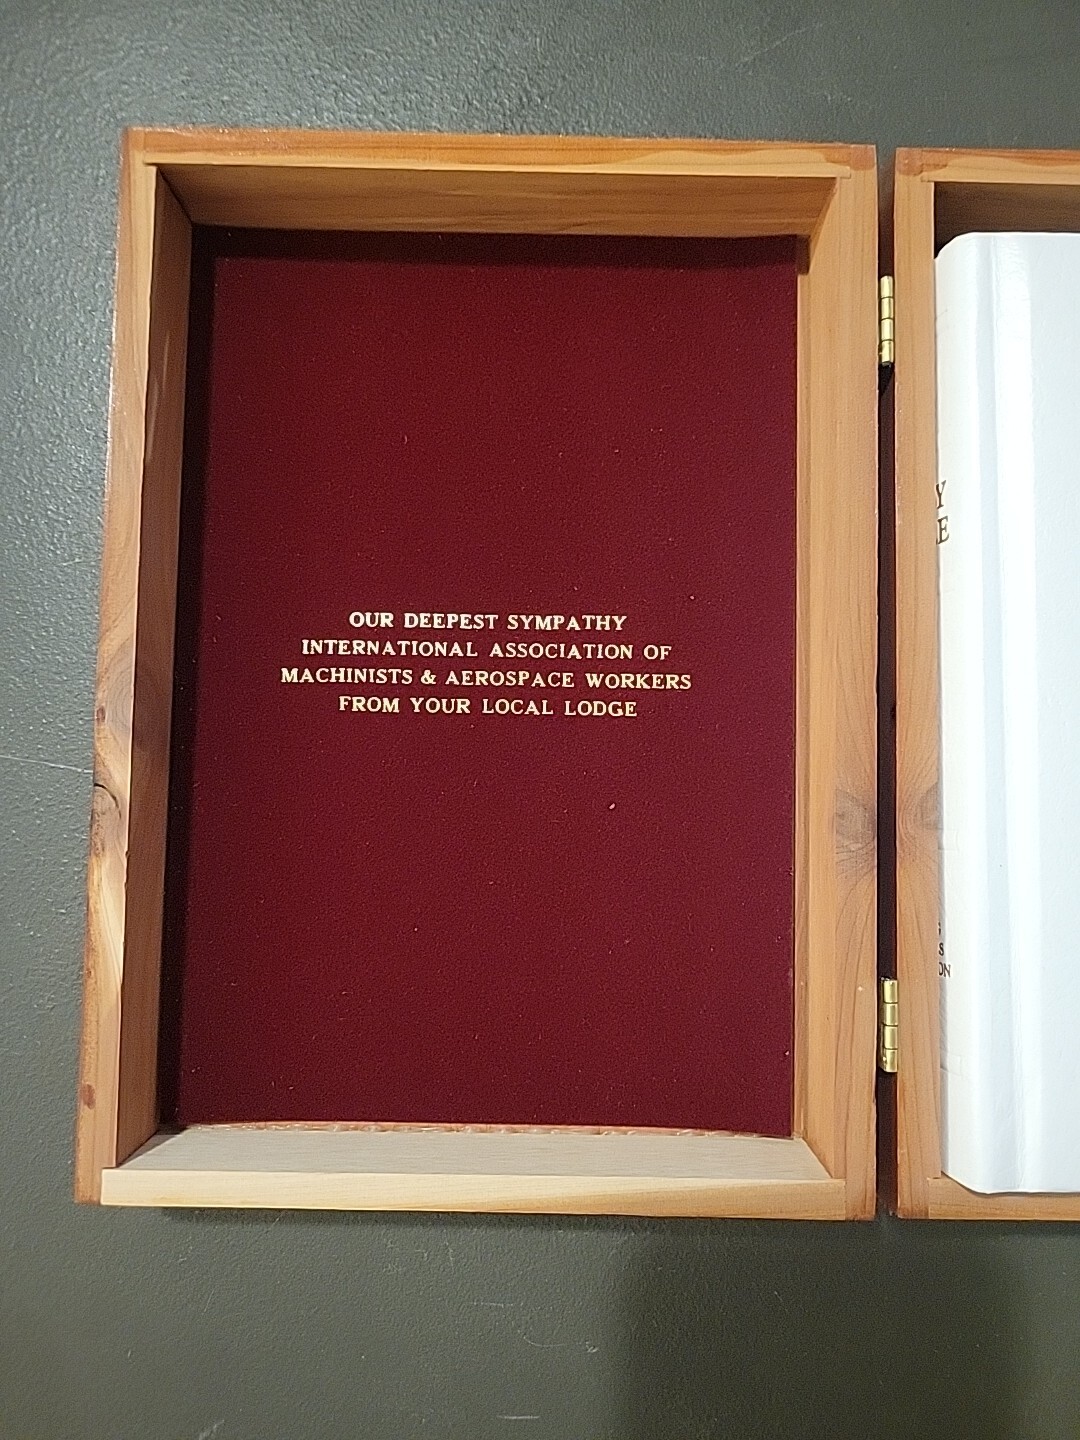 OUR DEEPEST SYMPATHY
INTERNATIONAL ASSOCIATION OF
MACHINISTS & AEROSPACE WORKERS
FROM YOUR LOCAL LODGE